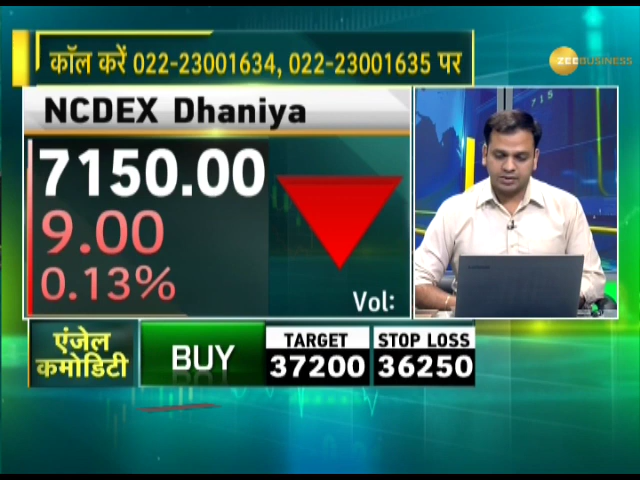 कॉल करें 022-23001634, 022-23001635 पर
ZEE BUSINESS
NCDEX Dhaniya
7150.00
9.00
0.13%
Vol:
715
एंजेल
कमोडिटी
BUY
TARGET
37200
STOP LOSS
36250